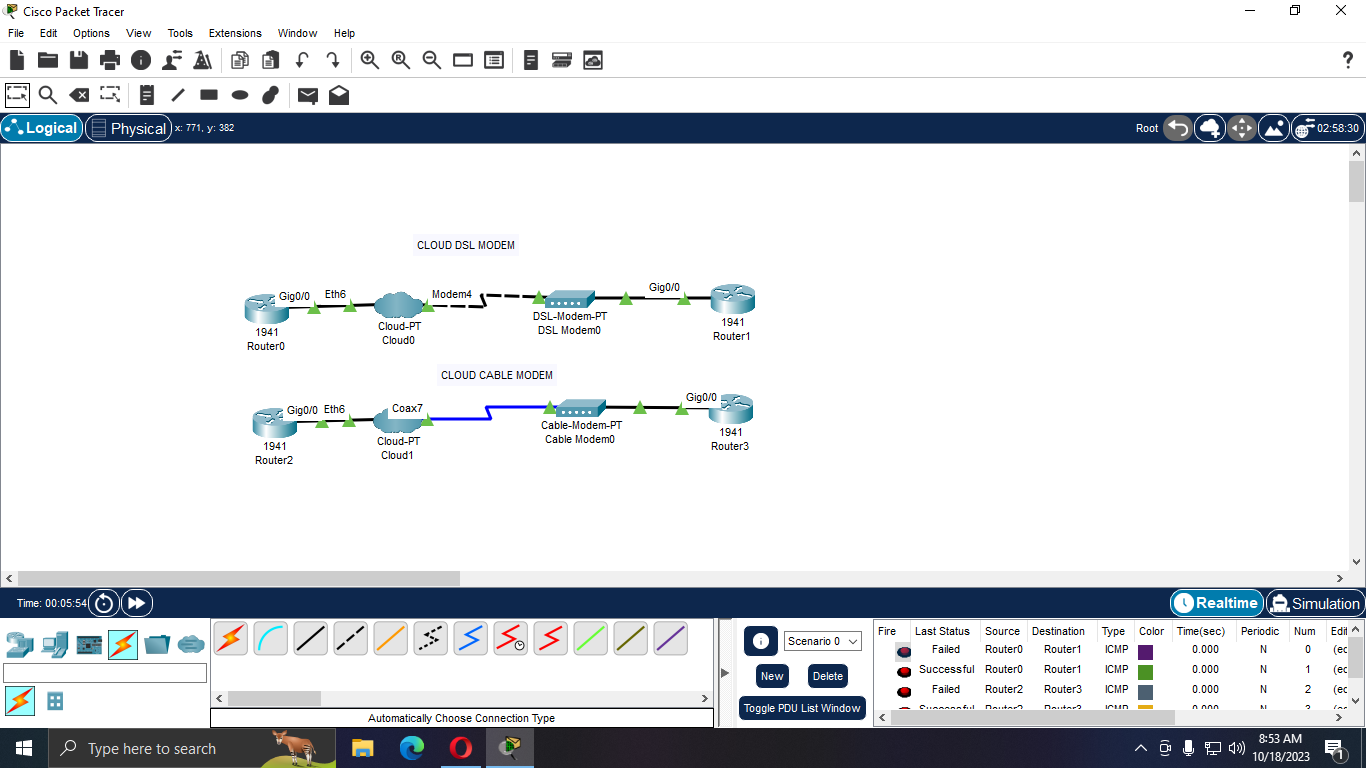 Cisco Packet Tracer
File Edit Options View Tools Extensions Window Help
Logical Physical x: 771, y: 382 Root 02:58:30
CLOUD DSL MODEM
Gig0/0 Eth6 Modem4 Gig0/0
1941
Router0
Cloud-PT
Cloud0
DSL-Modem-PT
DSL Modem0
1941
Router1
CLOUD CABLE MODEM
Gig0/0 Eth6 Coax7 Gig0/0
1941
Router2
Cloud-PT
Cloud1
Cable-Modem-PT
Cable Modem0
1941
Router3
Time: 00:05:54 Realtime Simulation
Automatically Choose Connection Type
Scenario 0
New Delete
Toggle PDU List Window
Fire Last Status Source Destination Type Color Time(sec) Periodic Num Edit
Failed Router0 Router1 ICMP 0.000 N 0 (ec
Successful Router0 Router1 ICMP 0.000 N 1 (ec
Failed Router2 Router3 ICMP 0.000 N 2 (ec
Successful Router2 Router3 ICMP 0.000 N 3 (ec
Type here to search
8:53 AM
10/18/2023
1